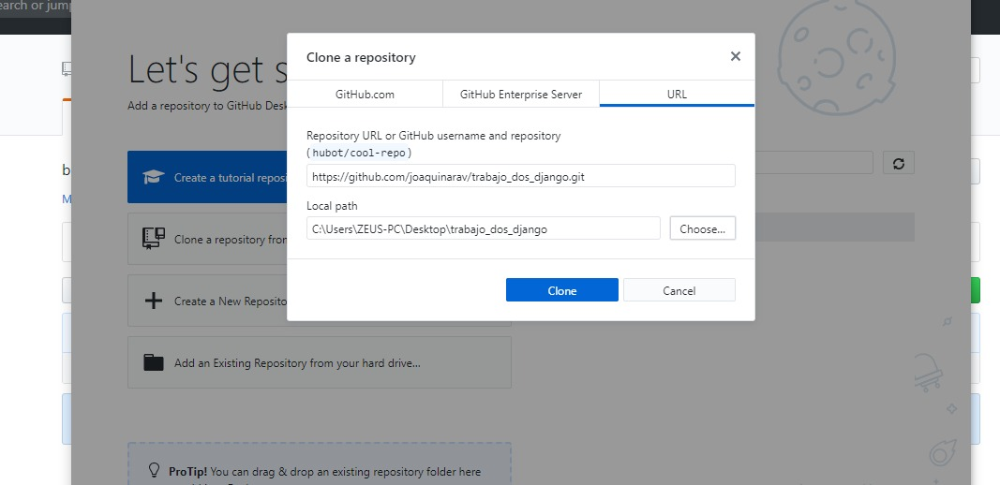 earch or jump
Let's get s
Add a repository to GitHub Desk
Create a tutorial reposi
Clone a repository from
Create a New Reposito
Add an Existing Repository from your hard drive...
ProTip! You can drag & drop an existing repository folder here
Clone a repository
GitHub.com
GitHub Enterprise Server
URL
Repository URL or GitHub username and repository
(hubot/cool-repo)
https://github.com/joaquinarav/trabajo_dos_django.git
Local path
C:\Users\ZEUS-PC\Desktop\trabajo_dos_django
Choose...
Clone
Cancel
b
M